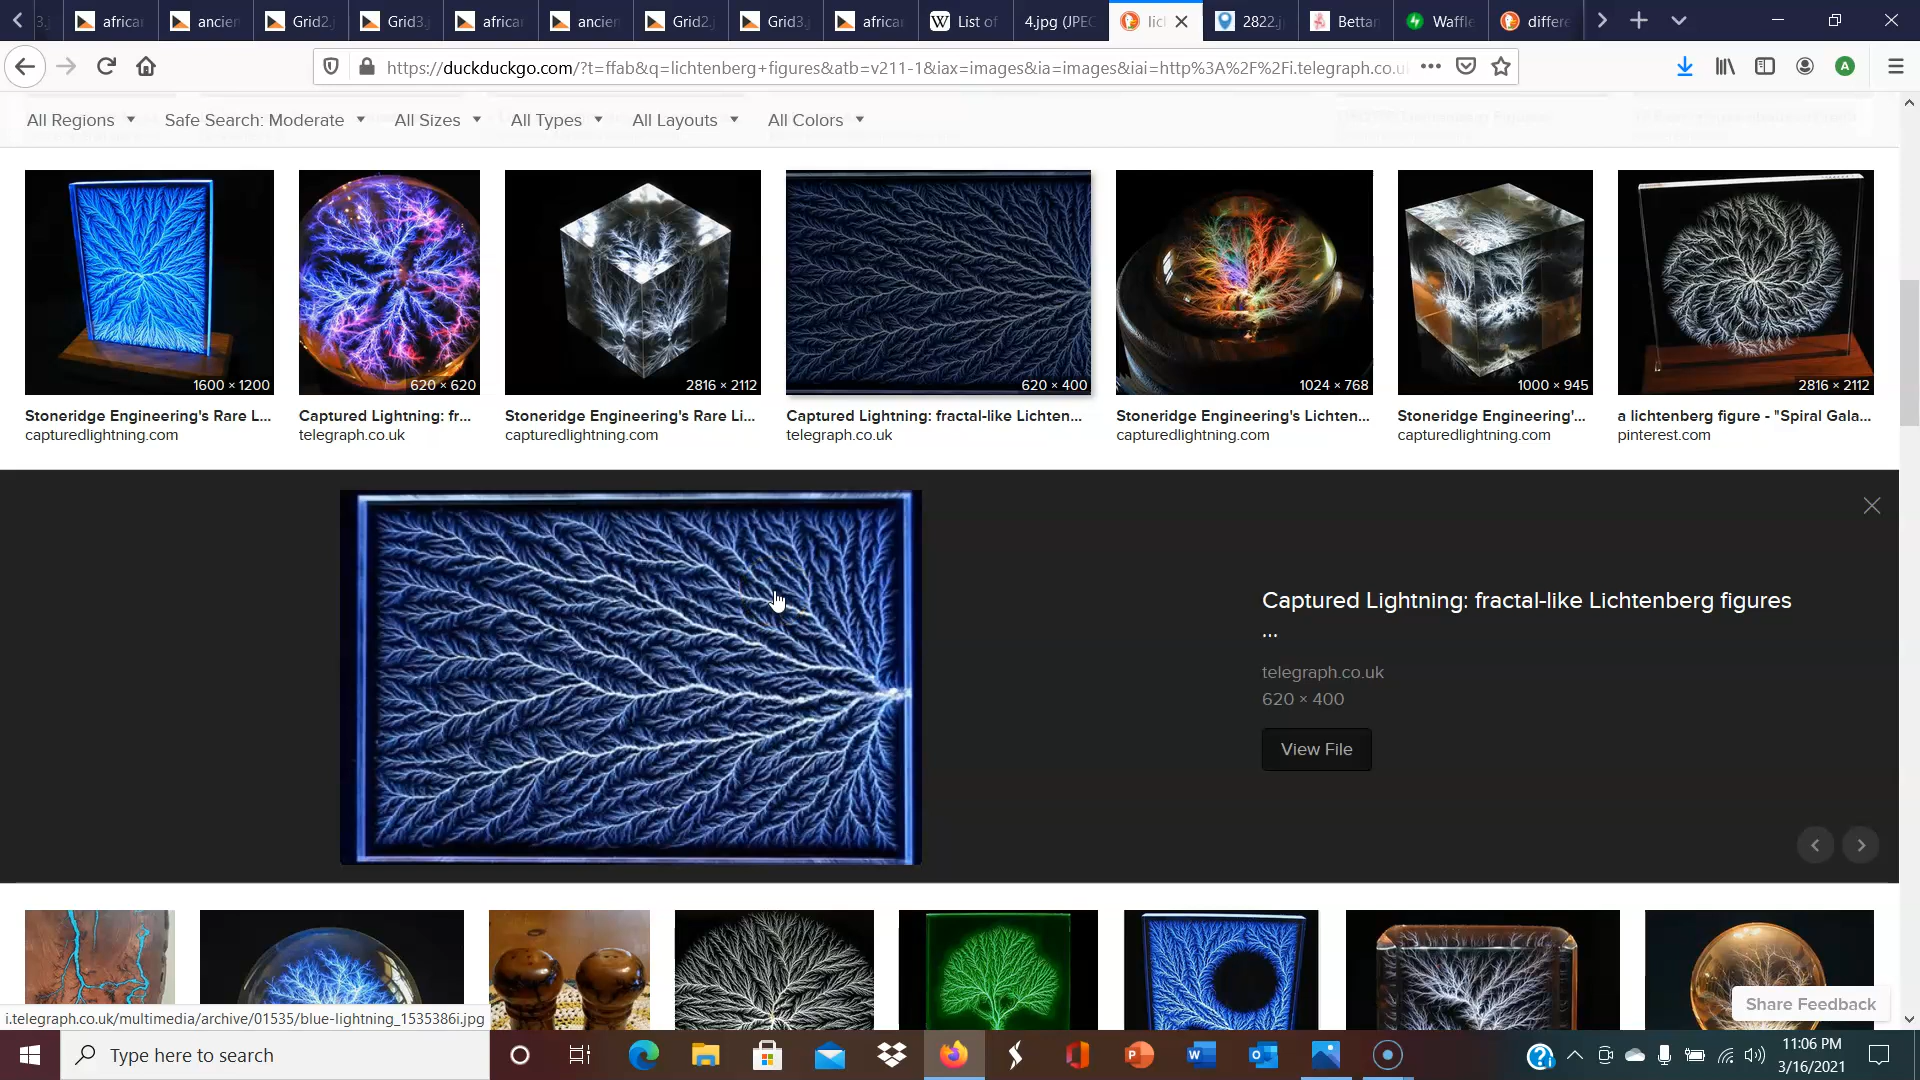 3.j
africar
ancien
Grid2.j
Grid3.j
africar
ancien
Grid2.j
Grid3.j
africar
W List of
4.jpg (JPEG
lic
2822.j
Bettar
Waffle
differe
https://duckduckgo.com/?t=ffab&q=lichtenberg+figures&atb=v211-1&iax=images&ia=images&iai=http%3A%2F%2Fi.telegraph.co.u
A
All Regions
Safe Search: Moderate
All Sizes
All Types
All Layouts
All Colors
1600 × 1200
620 × 620
2816 × 2112
620 × 400
1024 × 768
1000 × 945
2816 × 2112
Stoneridge Engineering's Rare L...
Captured Lightning: fr...
Stoneridge Engineering's Rare Li...
Captured Lightning: fractal-like Lichten...
Stoneridge Engineering's Lichten...
Stoneridge Engineering'...
a lichtenberg figure - "Spiral Gala...
capturedlightning.com
telegraph.co.uk
capturedlightning.com
telegraph.co.uk
capturedlightning.com
capturedlightning.com
pinterest.com
Captured Lightning: fractal-like Lichtenberg figures
...
telegraph.co.uk
620 × 400
View File
Share Feedback
i.telegraph.co.uk/multimedia/archive/01535/blue-lightning_1535386i.jpg
Type here to search
11:06 PM
3/16/2021